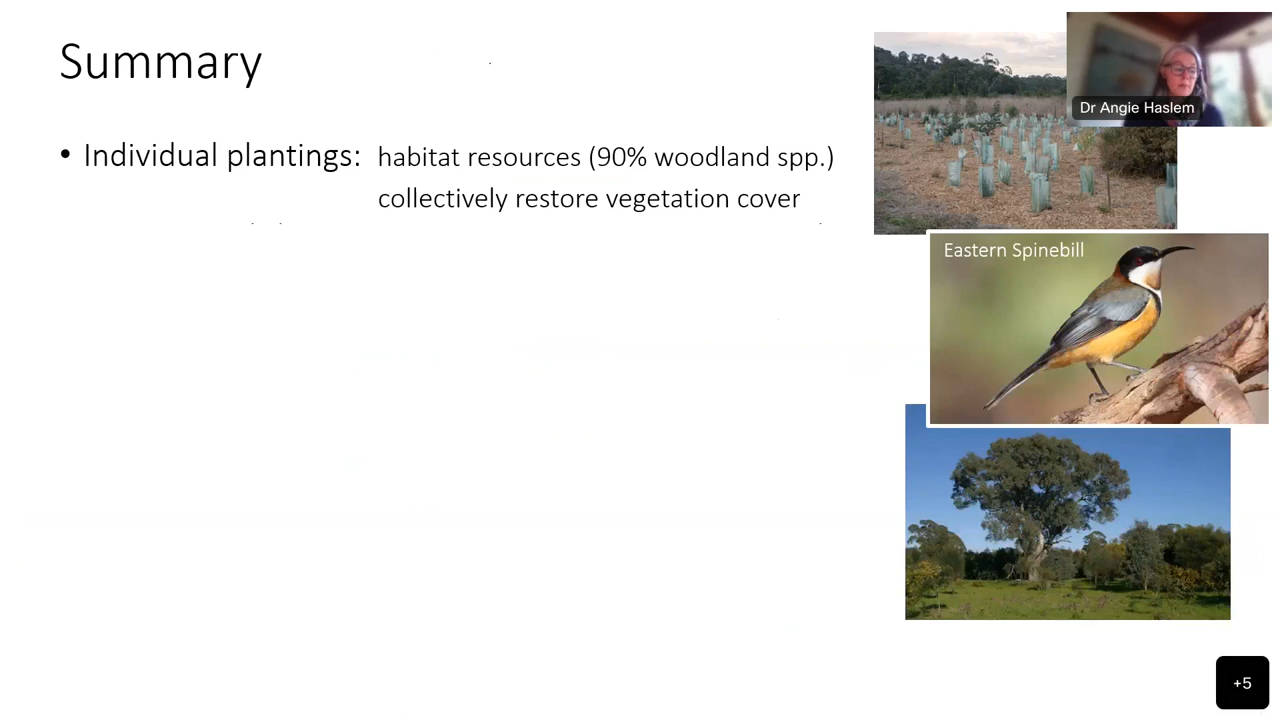 Summary
• Individual plantings: habitat resources (90% woodland spp.)
collectively restore vegetation cover
Dr Angie Haslem
Eastern Spinebill
+5